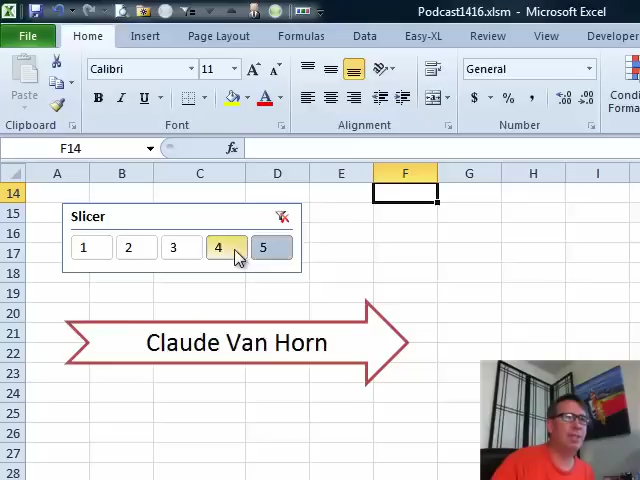 Podcast1416.xlsm - Microsoft Excel
File Home Insert Page Layout Formulas Data Easy-XL Review View Developer
Paste Calibri 11 A A General
B I U A $ % ,
Clipboard Font Alignment Number
F14 fx
A B C D E F G H I
14
15
Slicer
16
1 2 3 4 5
17
18
19
20
21
Claude Van Horn
22
23
24
25
26
27
28